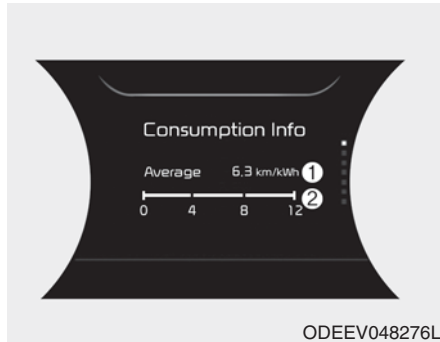 Consumption Info
Average 6.3 km/kWh ①
②
0 4 8 12
ODEEV048276L